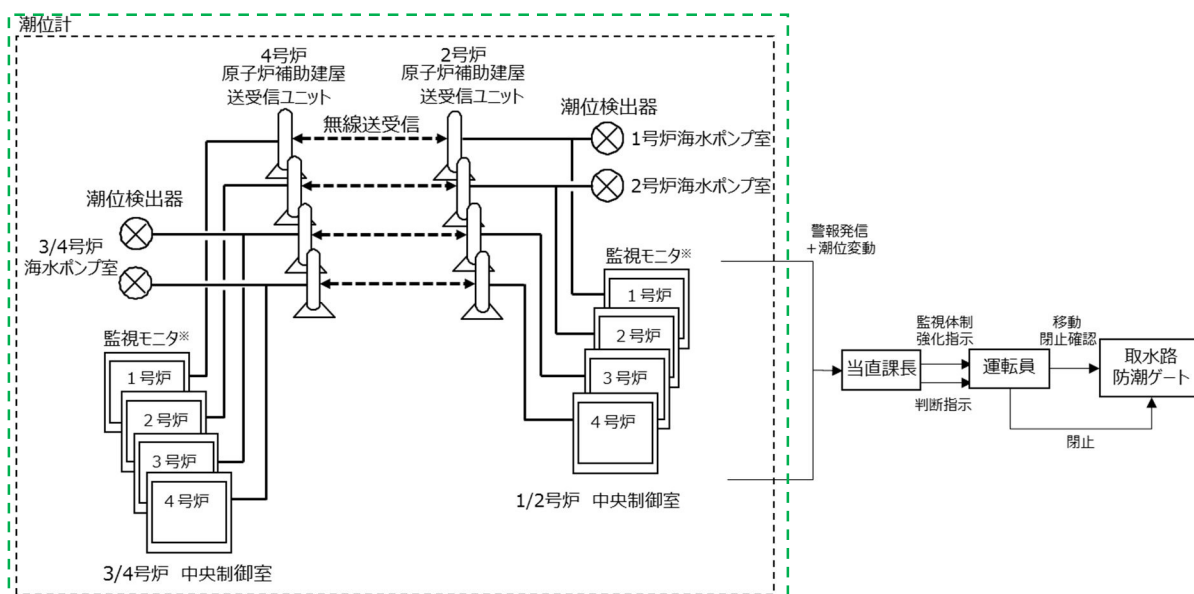 潮位計
4号炉
原子炉補助建屋
送受信ユニット
2号炉
原子炉補助建屋
送受信ユニット
無線送受信
潮位検出器
1号炉海水ポンプ室
2号炉海水ポンプ室
潮位検出器
3/4号炉
海水ポンプ室
監視モニタ※
1号炉
2号炉
3号炉
4号炉
3/4号炉 中央制御室
監視モニタ※
1号炉
2号炉
3号炉
4号炉
1/2号炉 中央制御室
警報発信
+潮位変動
当直課長
監視体制
強化指示
判断指示
運転員
移動
閉止確認
閉止
取水路
防潮ゲート